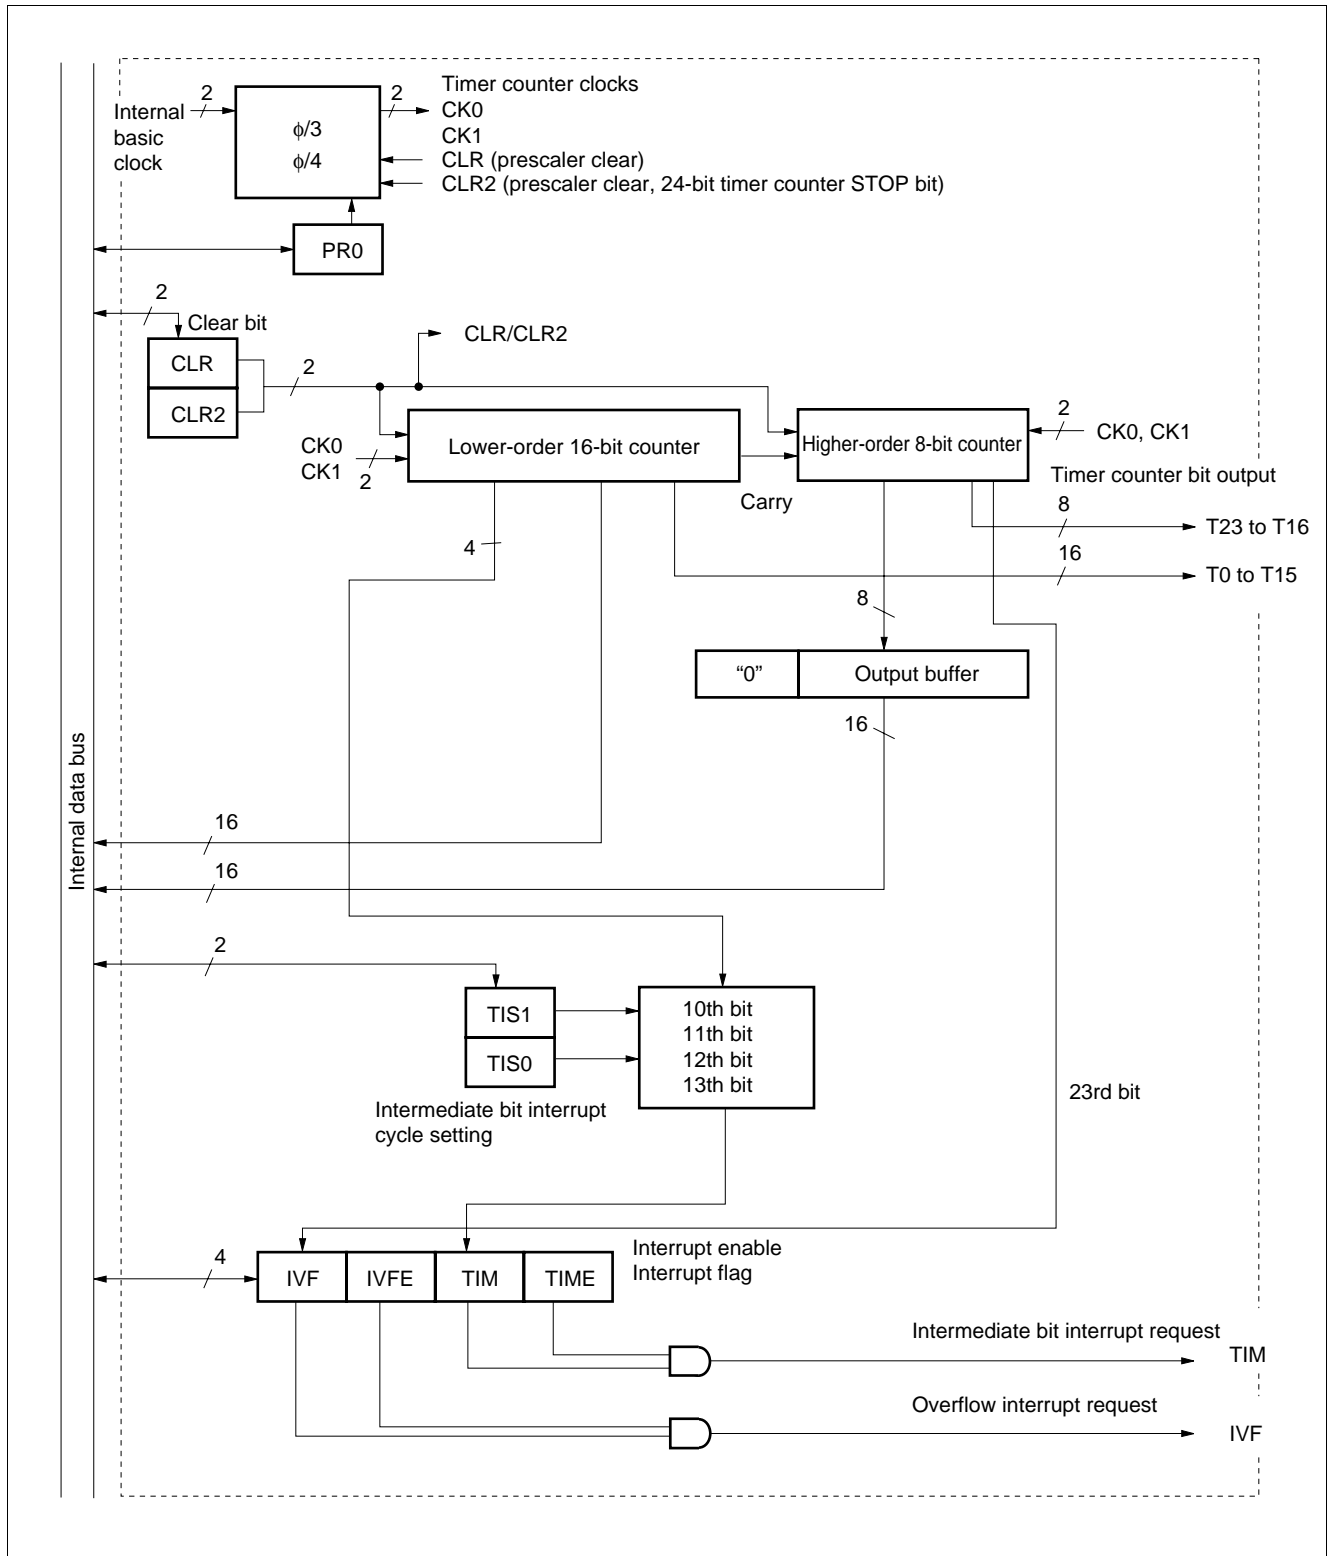 Timer counter clocks
2
2
Internal
basic
clock
ϕ/3
ϕ/4
CK0
CK1
CLR (prescaler clear)
CLR2 (prescaler clear, 24-bit timer counter STOP bit)
PR0
2
Clear bit
CLR
CLR2
2
CLR/CLR2
CK0
CK1
2
Lower-order 16-bit counter
Carry
Higher-order 8-bit counter
2
CK0, CK1
Timer counter bit output
8
T23 to T16
16
T0 to T15
4
8
"0"
Output buffer
16
Internal data bus
16
16
2
TIS1
TIS0
10th bit
11th bit
12th bit
13th bit
Intermediate bit interrupt
cycle setting
23rd bit
4
IVF
IVFE
TIM
TIME
Interrupt enable
Interrupt flag
Intermediate bit interrupt request
TIM
Overflow interrupt request
IVF